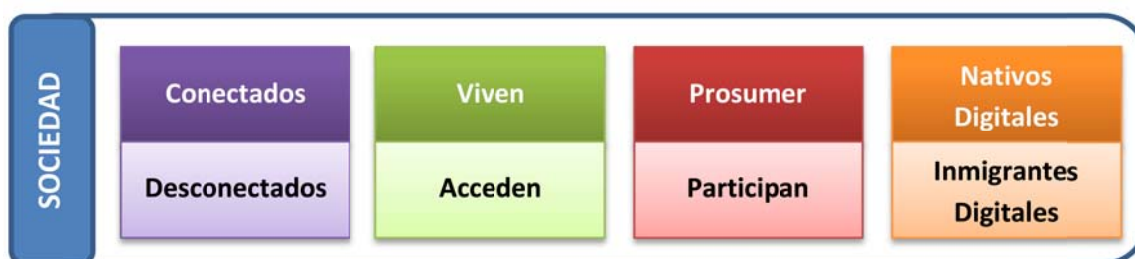 SOCIEDAD
Conectados
Desconectados
Viven
Acceden
Prosumer
Participan
Nativos
Digitales
Inmigrantes
Digitales